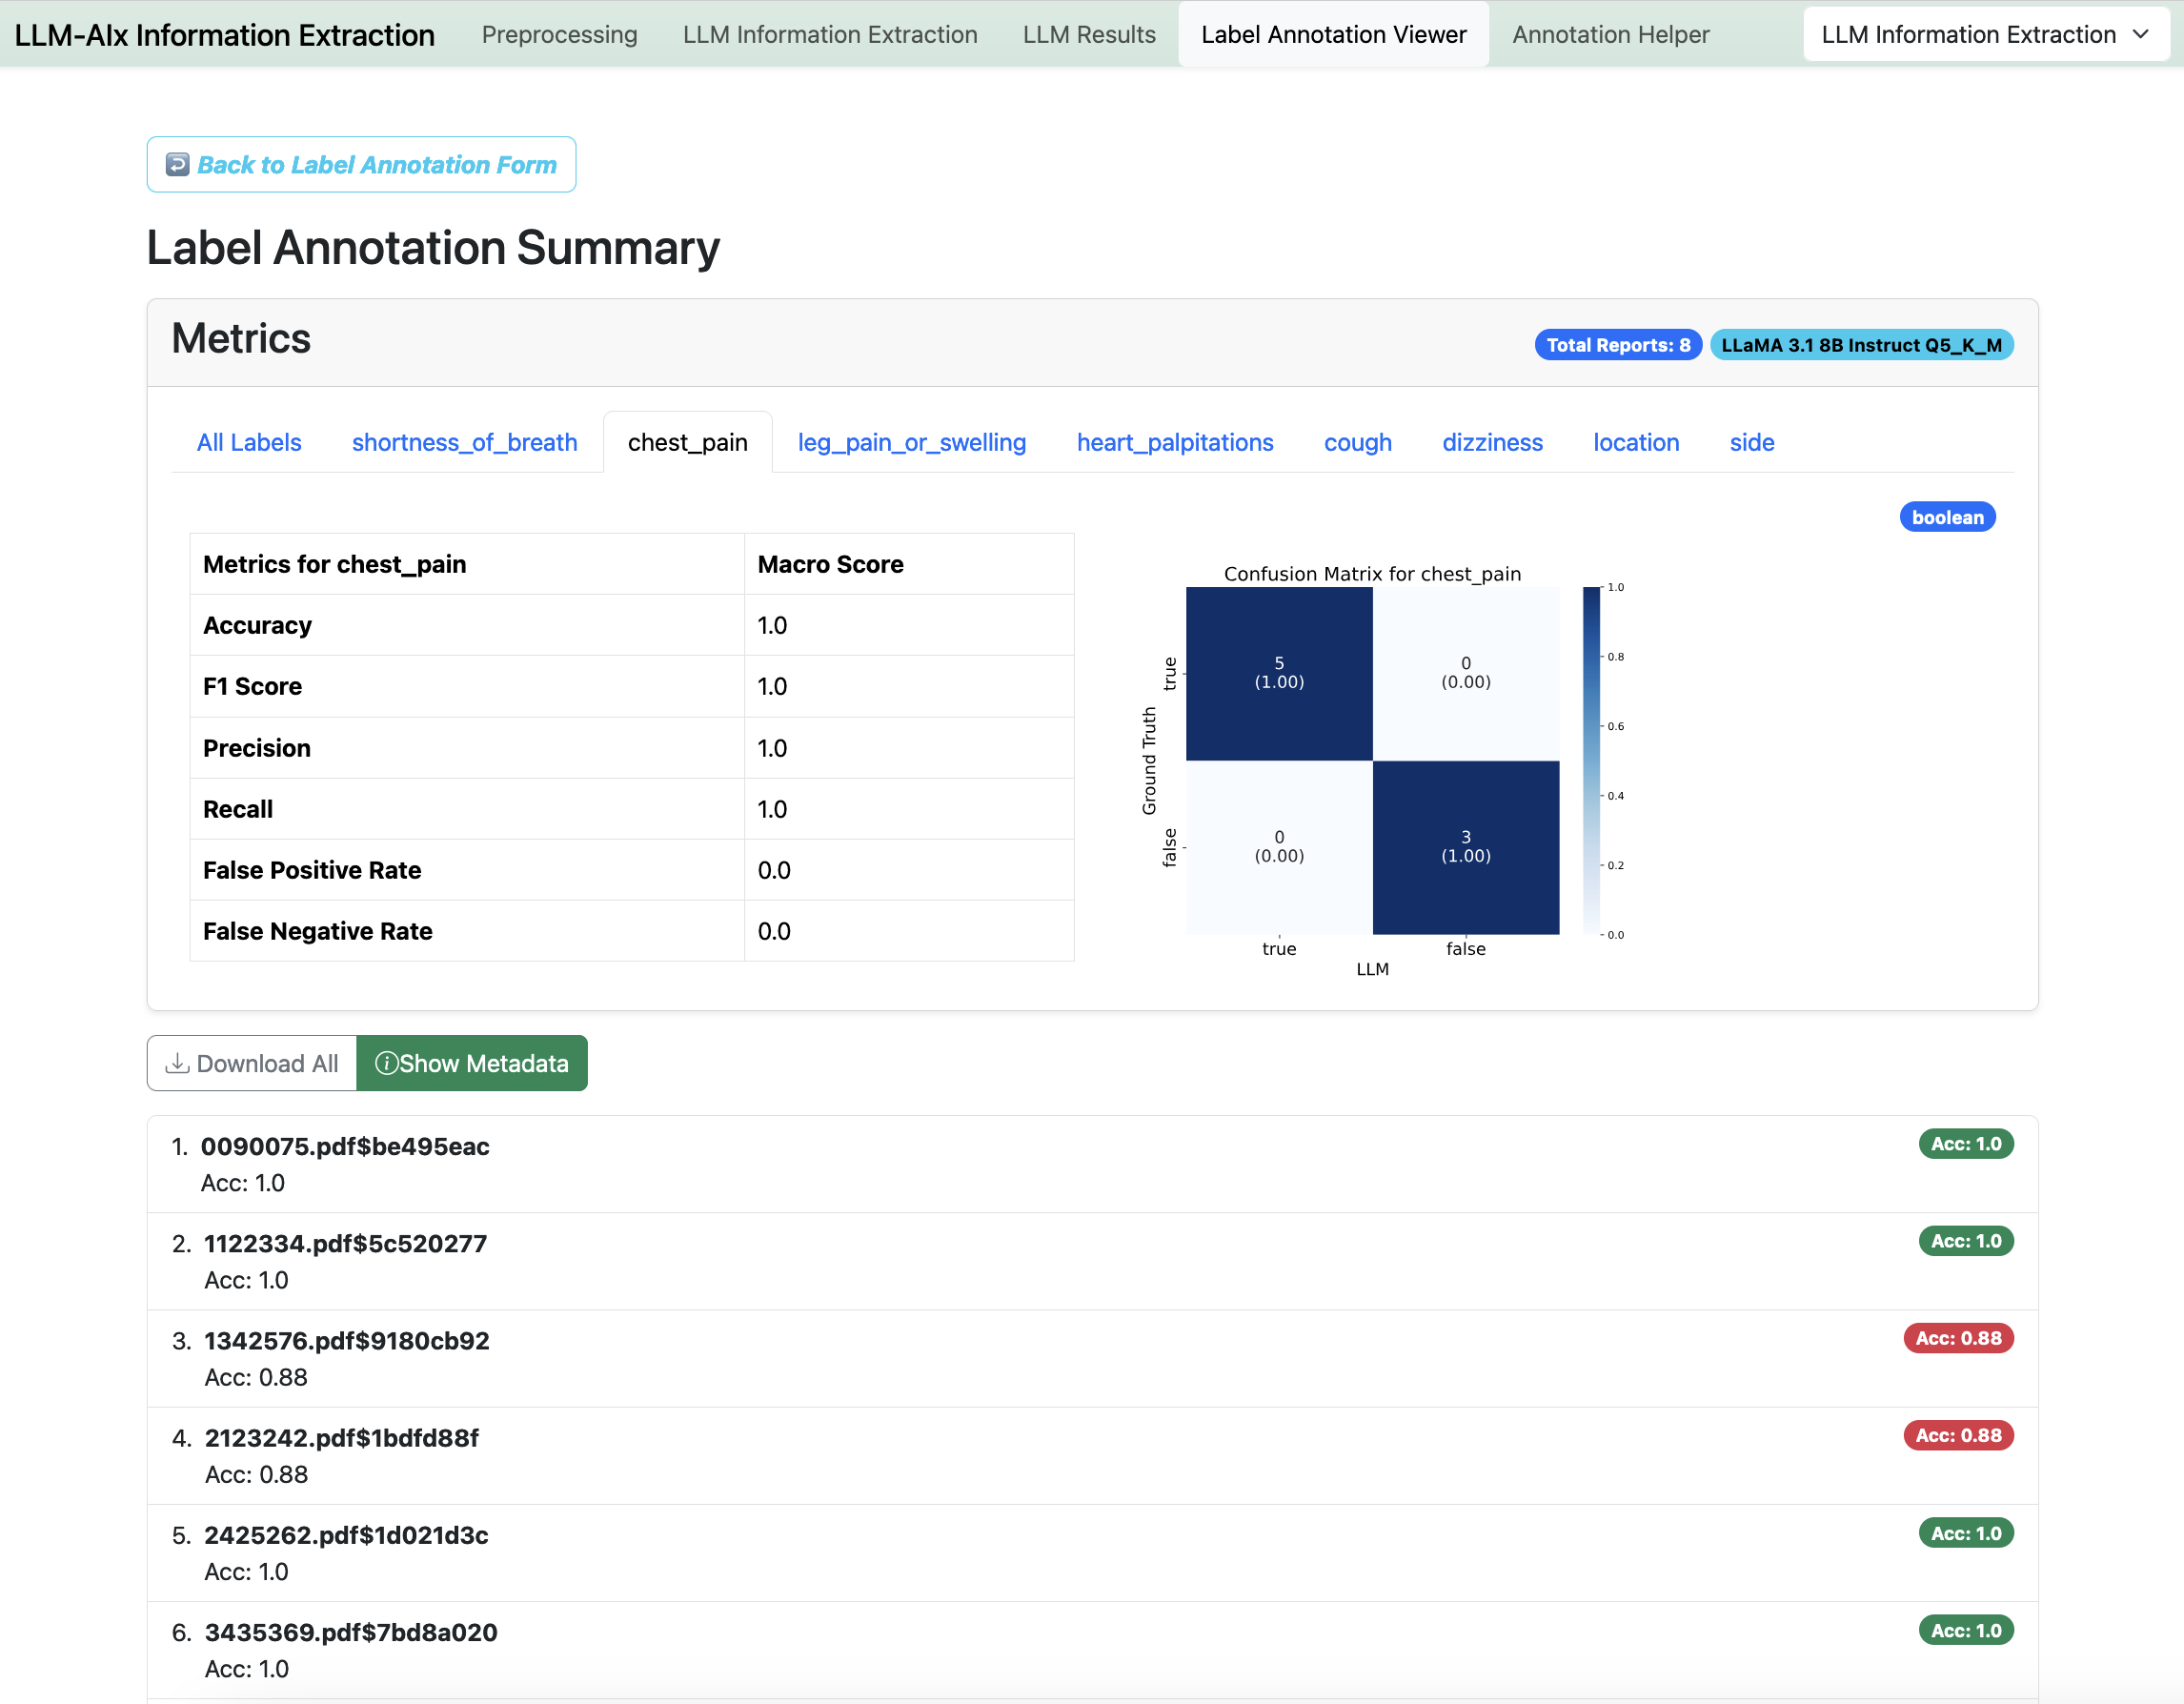 LLM-AIx Information Extraction Preprocessing LLM Information Extraction LLM Results Label Annotation Viewer Annotation Helper LLM Information Extraction
Back to Label Annotation Form
Label Annotation Summary
Metrics
Total Reports: 8 LLaMA 3.1 8B Instruct Q5_K_M
All Labels shortness_of_breath chest_pain leg_pain_or_swelling heart_palpitations cough dizziness location side
boolean
Metrics for chest_pain Macro Score
Accuracy 1.0
F1 Score 1.0
Precision 1.0
Recall 1.0
False Positive Rate 0.0
False Negative Rate 0.0
Confusion Matrix for chest_pain
Ground Truth
true
false
5
(1.00)
0
(0.00)
0
(0.00)
3
(1.00)
true false
LLM
1.0
0.8
0.6
0.4
0.2
0.0
Download All Show Metadata
1. 0090075.pdf$be495eac Acc: 1.0
Acc: 1.0
2. 1122334.pdf$5c520277 Acc: 1.0
Acc: 1.0
3. 1342576.pdf$9180cb92 Acc: 0.88
Acc: 0.88
4. 2123242.pdf$1bdfd88f Acc: 0.88
Acc: 0.88
5. 2425262.pdf$1d021d3c Acc: 1.0
Acc: 1.0
6. 3435369.pdf$7bd8a020 Acc: 1.0
Acc: 1.0